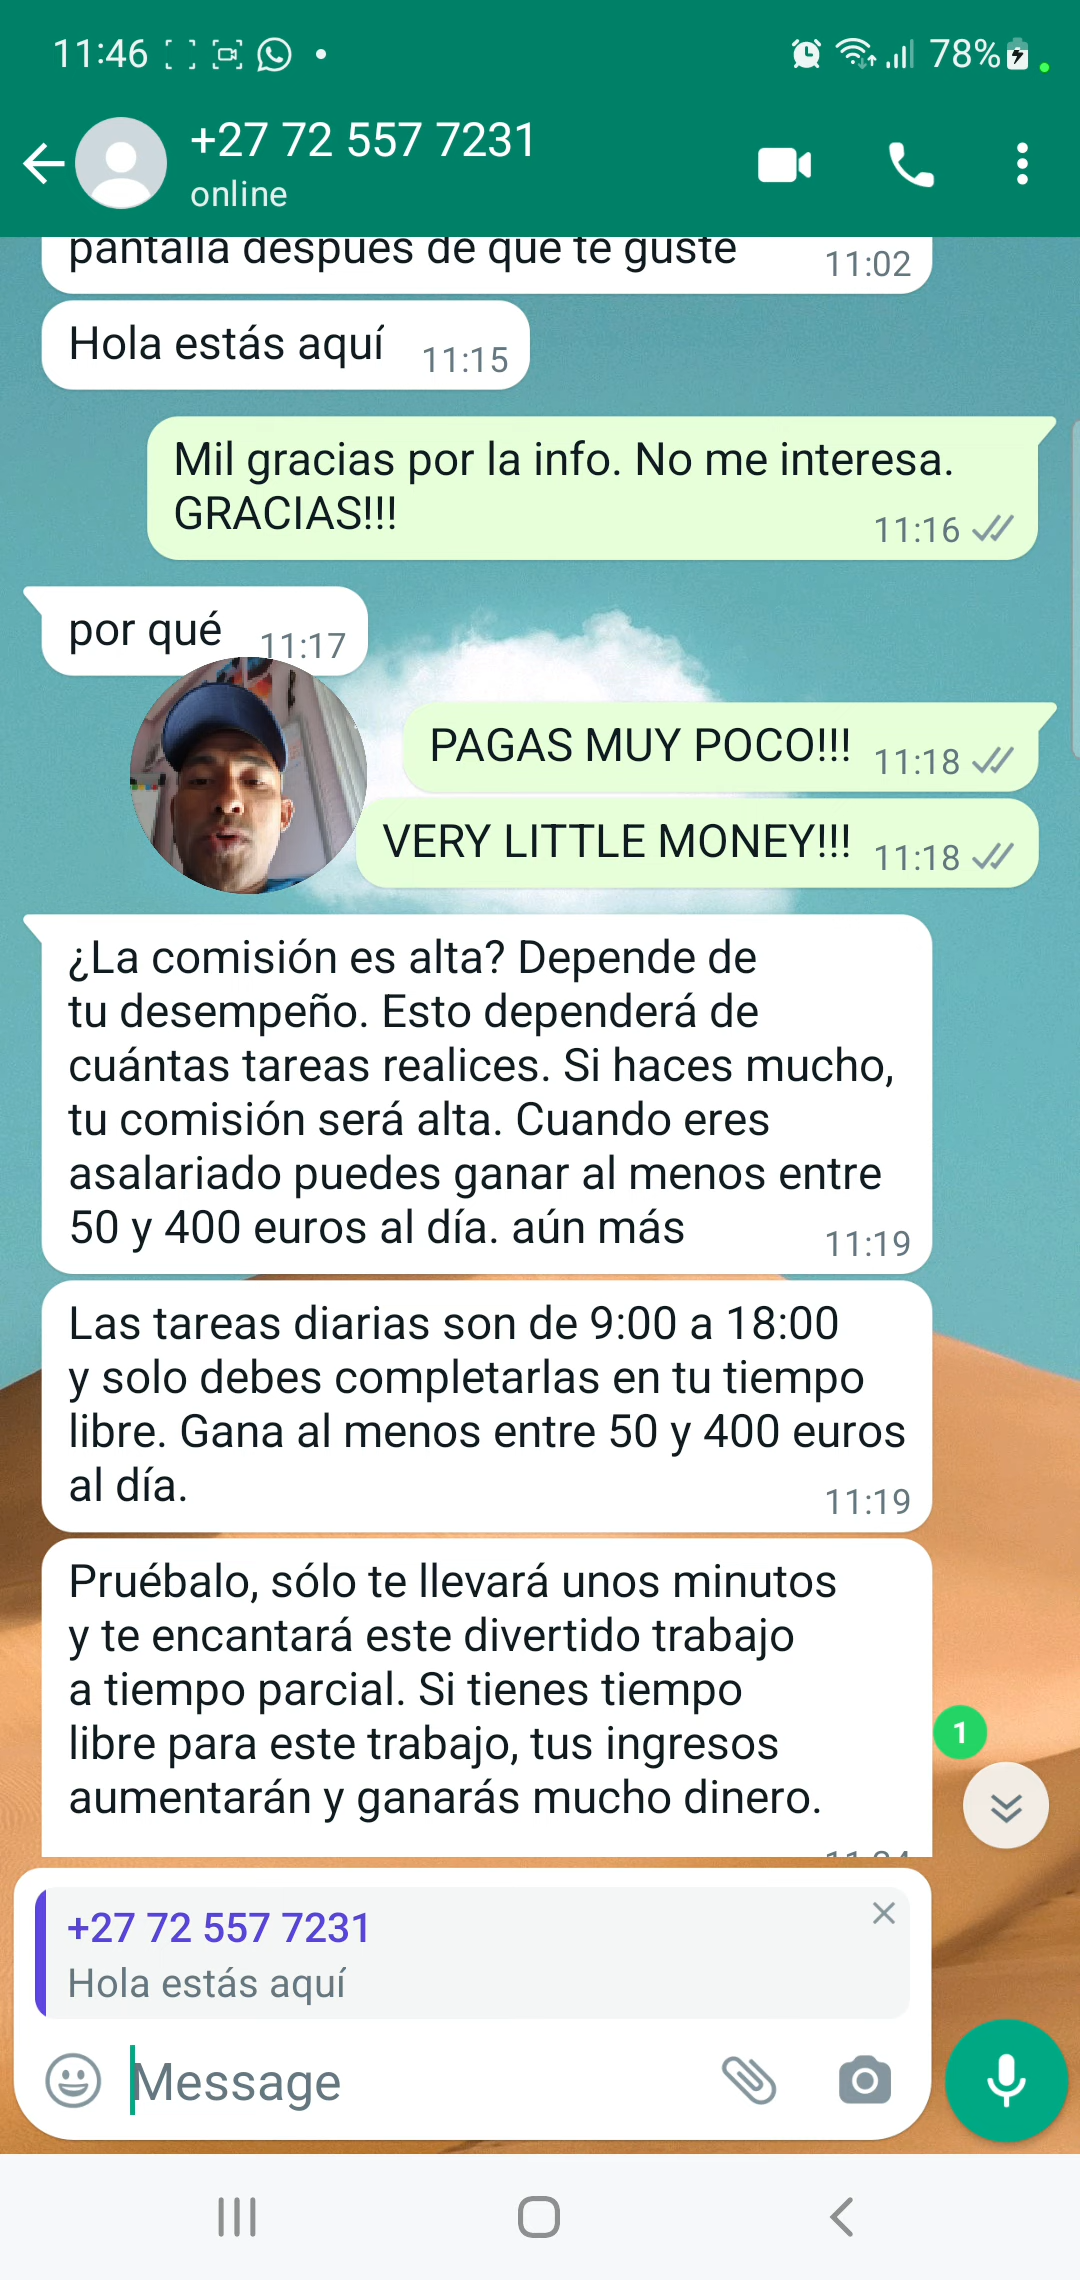 11:46
78%
+27 72 557 7231
online
pantalla después de que te guste
11:02
Hola estás aquí
11:15
Mil gracias por la info. No me interesa.
GRACIAS!!!
11:16
por qué
11:17
PAGAS MUY POCO!!!
11:18
VERY LITTLE MONEY!!!
11:18
¿La comisión es alta? Depende de
tu desempeño. Esto dependerá de
cuántas tareas realices. Si haces mucho,
tu comisión será alta. Cuando eres
asalariado puedes ganar al menos entre
50 y 400 euros al día. aún más
11:19
Las tareas diarias son de 9:00 a 18:00
y solo debes completarlas en tu tiempo
libre. Gana al menos entre 50 y 400 euros
al día.
11:19
Pruébalo, sólo te llevará unos minutos
y te encantará este divertido trabajo
a tiempo parcial. Si tienes tiempo
libre para este trabajo, tus ingresos
aumentarán y ganarás mucho dinero.
1
+27 72 557 7231
Hola estás aquí
Message